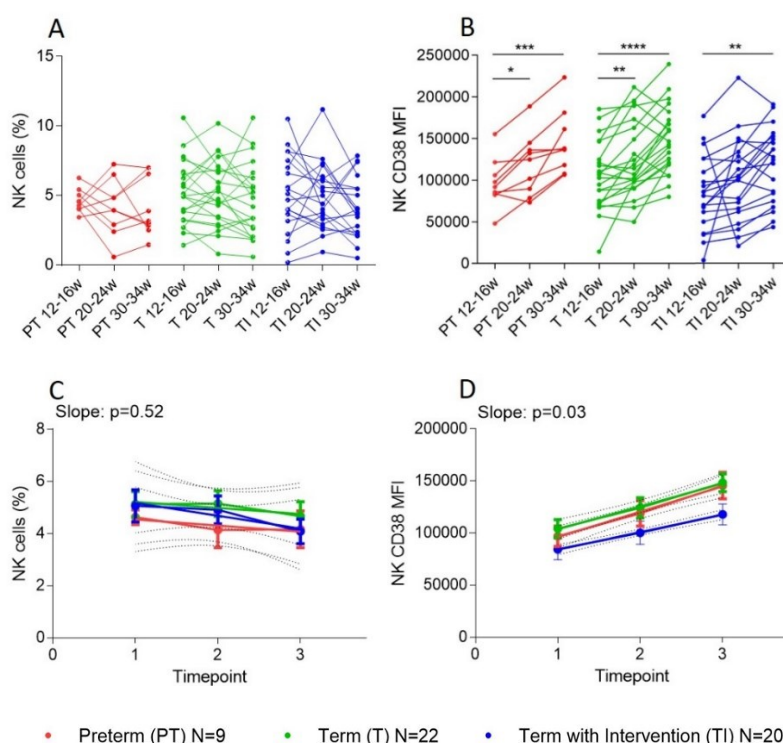 A
NK cells (%)
15
10
5
0
PT 12-16w
PT 20-24w
PT 30-34w
T 12-16w
T 20-24w
T 30-34w
TI 12-16w
TI 20-24w
TI 30-34w
B
NK CD38 MFI
250000
200000
150000
100000
50000
0
***
*
****
**
**
PT 12-16w
PT 20-24w
PT 30-34w
T 12-16w
T 20-24w
T 30-34w
TI 12-16w
TI 20-24w
TI 30-34w
C
Slope: p=0.52
NK cells (%)
8
6
4
2
0
0 1 2 3
Timepoint
D
Slope: p=0.03
NK CD38 MFI
200000
150000
100000
50000
0
0 1 2 3
Timepoint
Preterm (PT) N=9 Term (T) N=22 Term with Intervention (TI) N=20